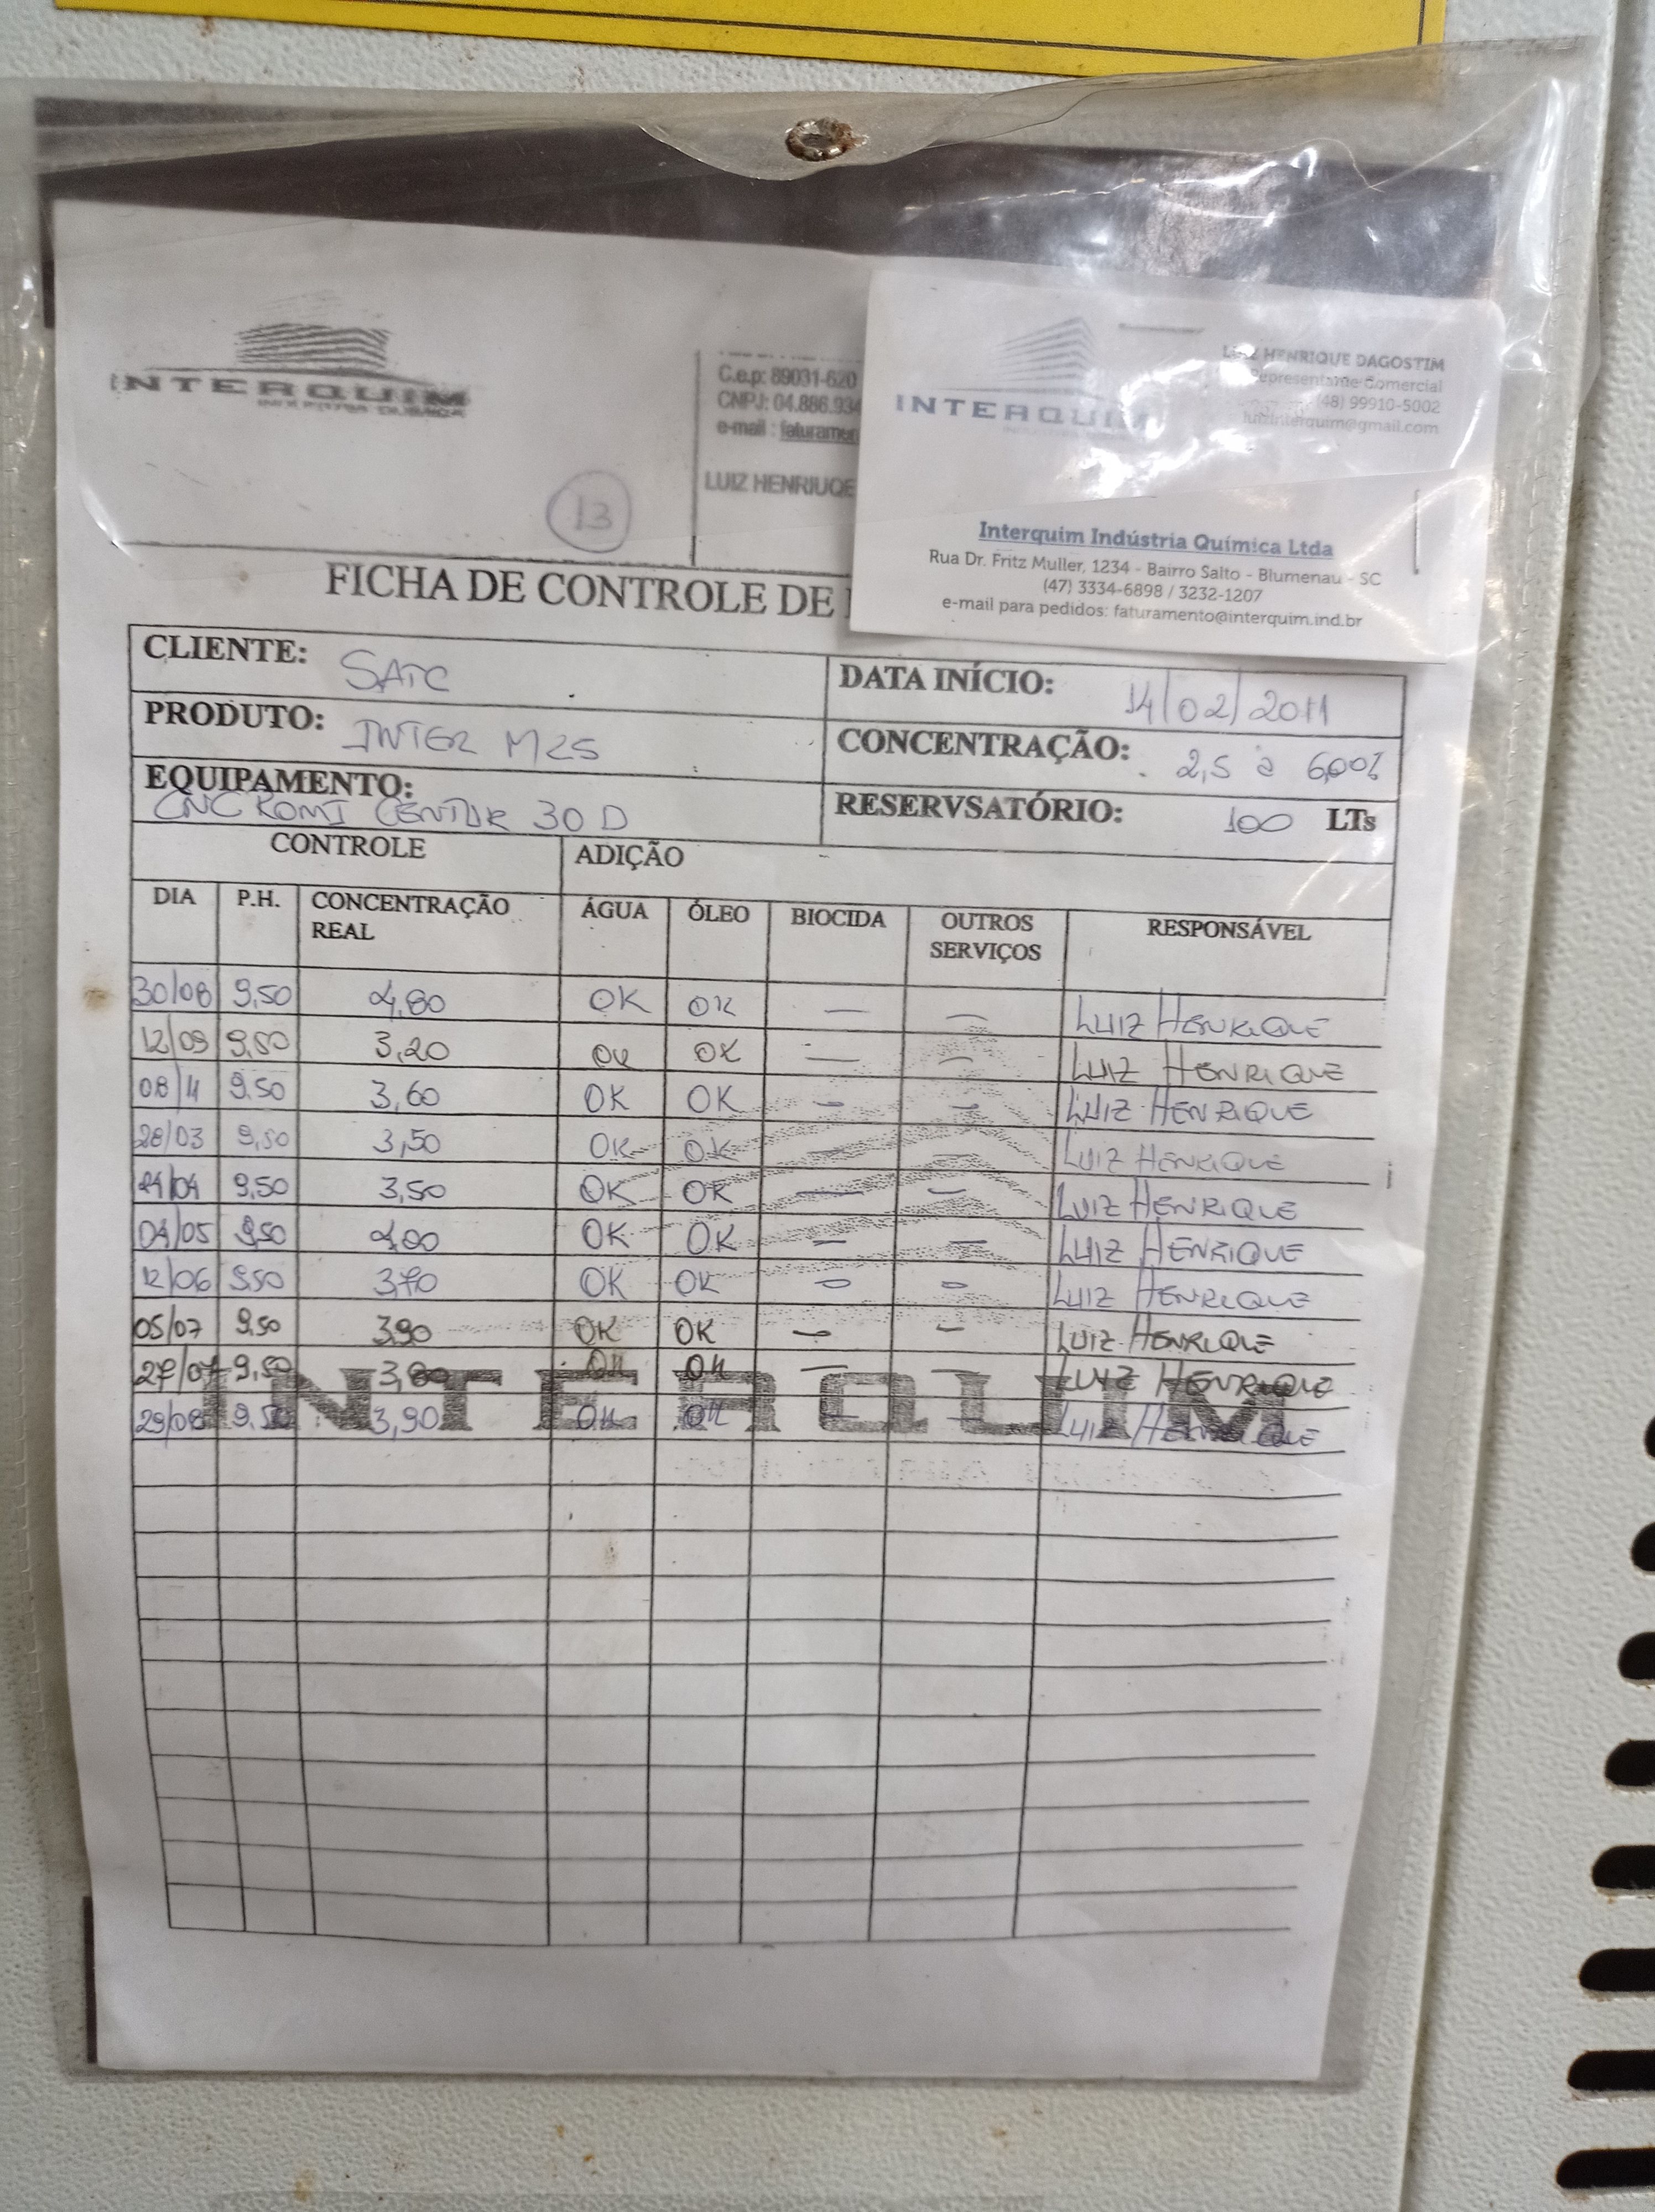 INTERQUIM
INDÚSTRIA QUÍMICA
13
C.e.p: 89031-620
CNPJ: 04.886.934
e-mail : faturamen
LUIZ HENRIUQE
INTERQUIM
LUIZ HENRIQUE DAGOSTIM
Representante Comercial
(48) 99910-5002
luizinterquim@gmail.com
Interquim Indústria Química Ltda
Rua Dr. Fritz Muller, 1234 - Bairro Salto - Blumenau - SC
(47) 3334-6898 / 3232-1207
e-mail para pedidos: faturamento@interquim.ind.br
FICHA DE CONTROLE DE
CLIENTE: SATC
DATA INÍCIO: 14/02/2011
PRODUTO: INTER M25
CONCENTRAÇÃO: 2,5 a 6,00%
EQUIPAMENTO: CNC ROMI CENTUR 30 D
RESERVSATÓRIO: 100 LTs
CONTROLE ADIÇÃO
DIA P.H. CONCENTRAÇÃO REAL ÁGUA ÓLEO BIOCIDA OUTROS SERVIÇOS RESPONSÁVEL
30/08 9,50 4,80 OK OK — — LUIZ HENRIQUE
12/09 9,50 3,20 OK OK — — LUIZ HENRIQUE
08/11 9.50 3,60 OK OK — — LUIZ HENRIQUE
28/03 9,50 3,50 OK OK — — LUIZ HENRIQUE
9.50 3,50 OK OK — — LUIZ HENRIQUE
04/05 9,50 4,00 OK OK — — LUIZ HENRIQUE
12/06 9.50 3,70 OK OK — — LUIZ HENRIQUE
05/07 9.50 3,90 OK OK — — LUIZ HENRIQUE
27/07 9,50 3,80 OK OK — — LUIZ HENRIQUE
29/08 9.50 3,90 OK OK — — LUIZ HENRIQUE
INTERQUIM